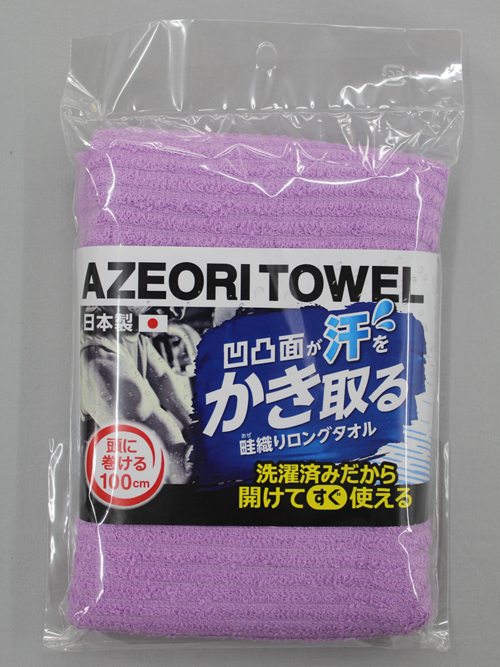 AZEORI TOWEL
日本製
凹凸面が汗を
かき取る
あぜ
畦織りロングタオル
頭に
巻ける
100cm
洗濯済みだから
開けてすぐ使える